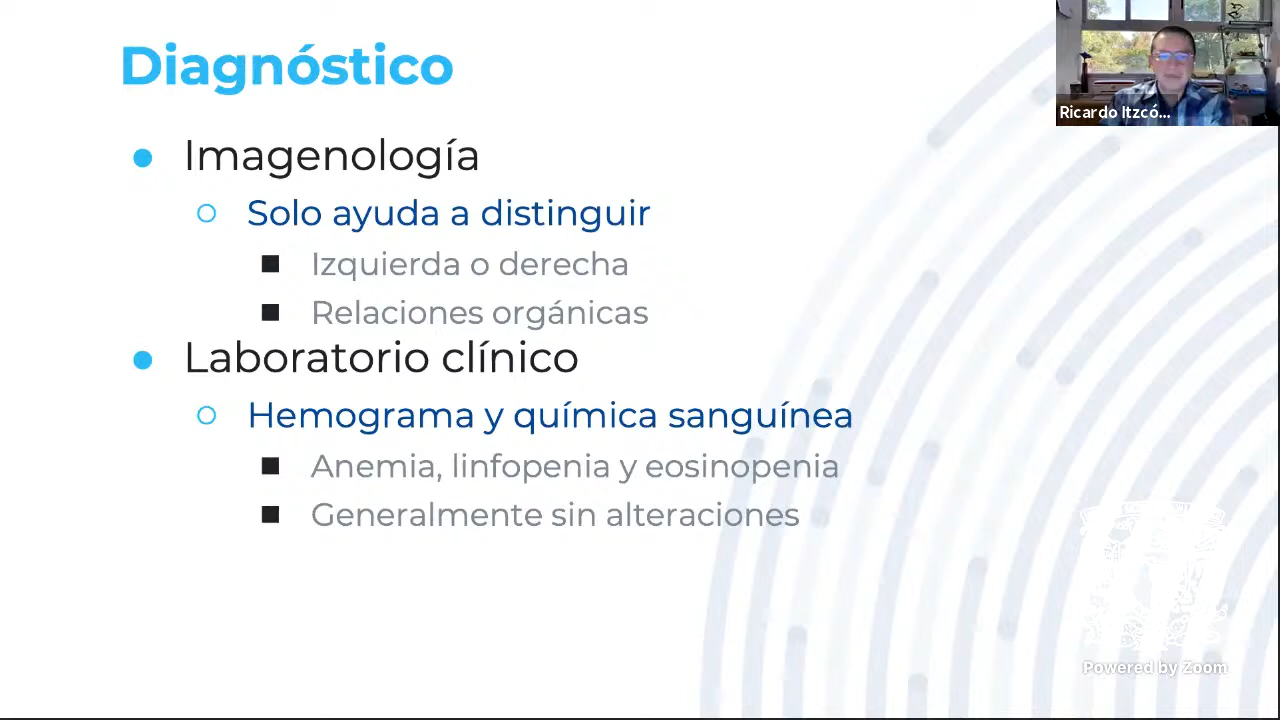 Diagnóstico
Ricardo Itzcó...
Imagenología
Solo ayuda a distinguir
Izquierda o derecha
Relaciones orgánicas
Laboratorio clínico
Hemograma y química sanguínea
Anemia, linfopenia y eosinopenia
Generalmente sin alteraciones
Powered by Zoom